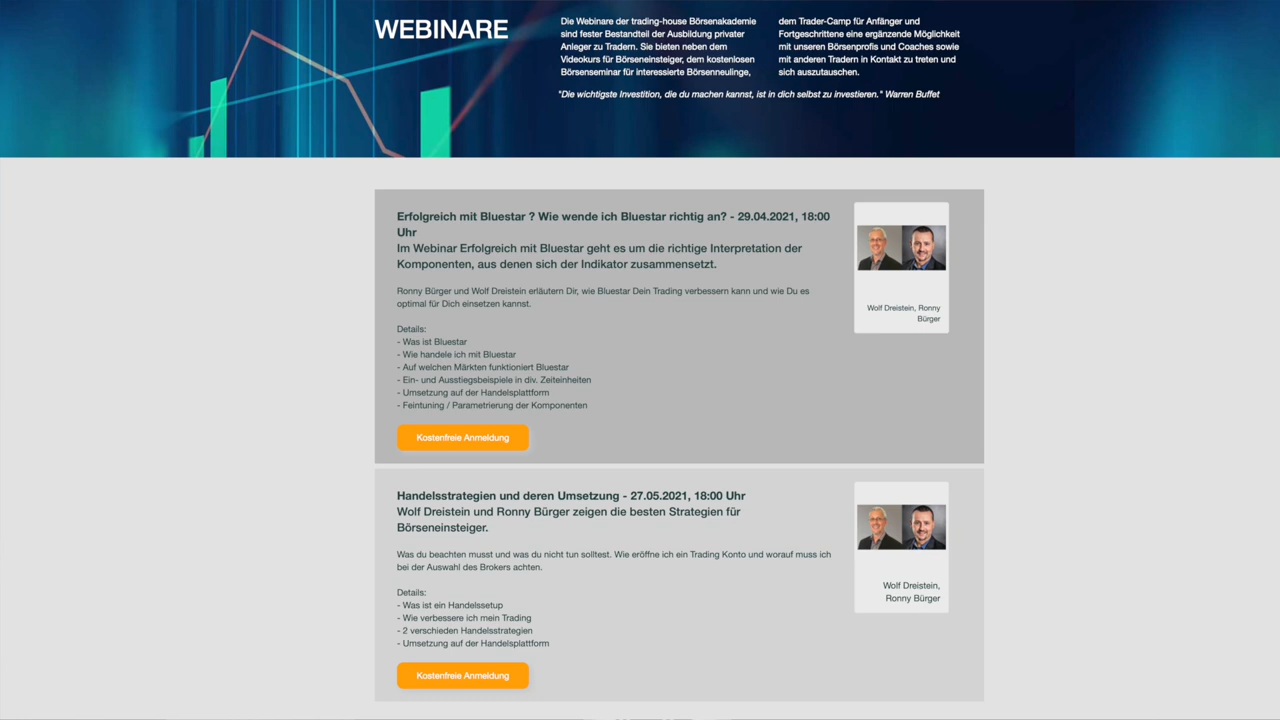 WEBINARE
Die Webinare der trading-house Börsenakademie
sind fester Bestandteil der Ausbildung privater
Anleger zu Tradern. Sie bieten neben dem
Videokurs für Börseneinsteiger, dem kostenlosen
Börsenseminar für interessierte Börsenneulinge,
dem Trader-Camp für Anfänger und
Fortgeschrittene eine ergänzende Möglichkeit
mit unseren Börsenprofis und Coaches sowie
mit anderen Tradern in Kontakt zu treten und
sich auszutauschen.
"Die wichtigste Investition, die du machen kannst, ist in dich selbst zu investieren." Warren Buffet
Erfolgreich mit Bluestar ? Wie wende ich Bluestar richtig an? - 29.04.2021, 18:00
Uhr
Im Webinar Erfolgreich mit Bluestar geht es um die richtige Interpretation der
Komponenten, aus denen sich der Indikator zusammensetzt.
Ronny Bürger und Wolf Dreistein erläutern Dir, wie Bluestar Dein Trading verbessern kann und wie Du es
optimal für Dich einsetzen kannst.
Details:
- Was ist Bluestar
- Wie handele ich mit Bluestar
- Auf welchen Märkten funktioniert Bluestar
- Ein- und Ausstiegsbeispiele in div. Zeiteinheiten
- Umsetzung auf der Handelsplattform
- Feintuning / Parametrierung der Komponenten
Kostenfreie Anmeldung
Wolf Dreistein, Ronny
Bürger
Handelsstrategien und deren Umsetzung - 27.05.2021, 18:00 Uhr
Wolf Dreistein und Ronny Bürger zeigen die besten Strategien für
Börseneinsteiger.
Was du beachten musst und was du nicht tun solltest. Wie eröffne ich ein Trading Konto und worauf muss ich
bei der Auswahl des Brokers achten.
Details:
- Was ist ein Handelssetup
- Wie verbessere ich mein Trading
- 2 verschieden Handelsstrategien
- Umsetzung auf der Handelsplattform
Kostenfreie Anmeldung
Wolf Dreistein,
Ronny Bürger